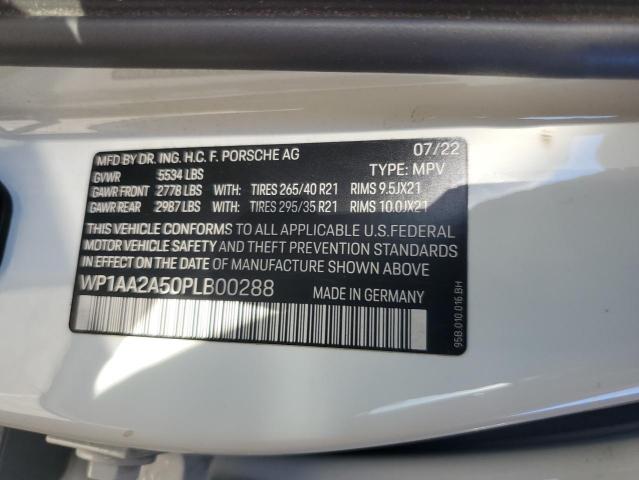 MFD BY DR. ING. H.C. F. PORSCHE AG 07/22
GVWR 5534 LBS TYPE: MPV
GAWR FRONT 2778 LBS WITH: TIRES 265/40 R21 RIMS 9.5JX21
GAWR REAR 2987 LBS WITH: TIRES 295/35 R21 RIMS 10.0JX21
THIS VEHICLE CONFORMS TO ALL APPLICABLE U.S.FEDERAL
MOTOR VEHICLE SAFETY AND THEFT PREVENTION STANDARDS
IN EFFECT ON THE DATE OF MANUFACTURE SHOWN ABOVE
WP1AA2A50PLB00288 MADE IN GERMANY
95B.010.016.BH